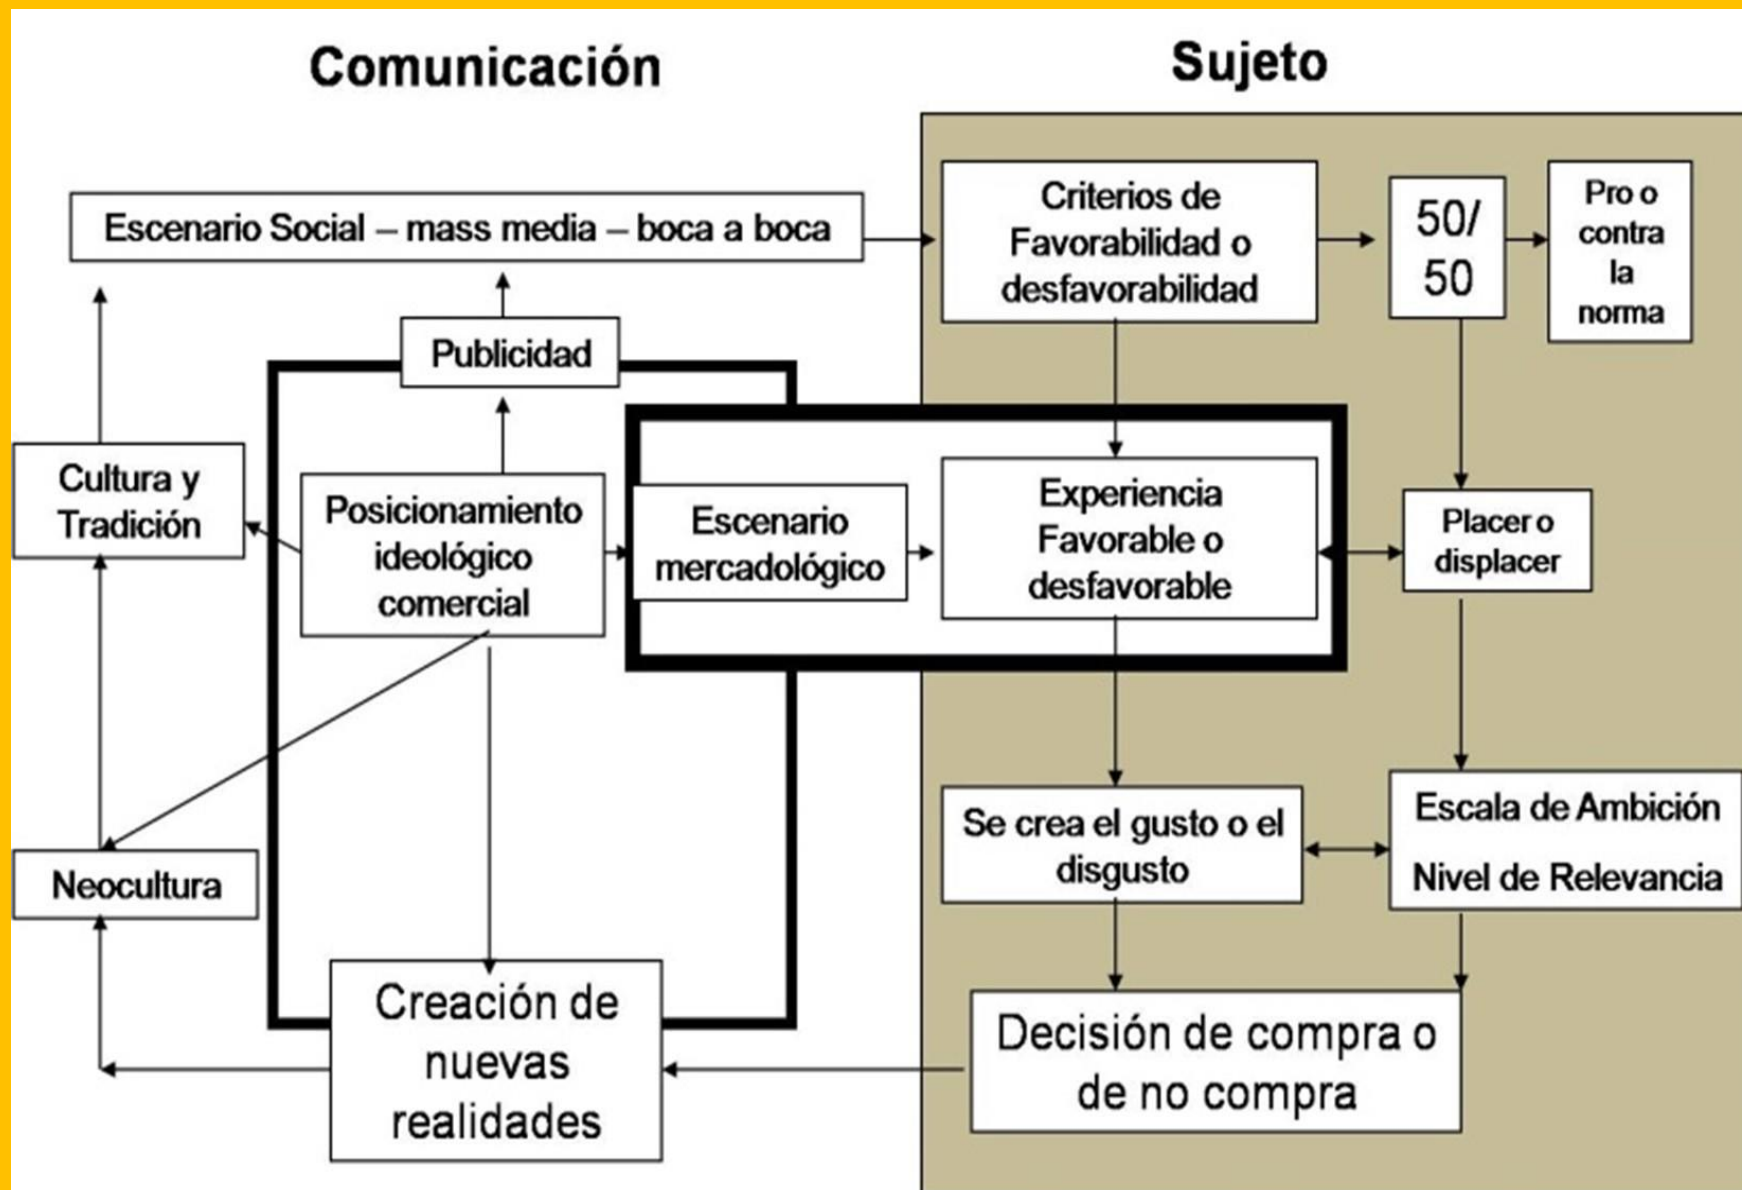 Comunicación
Sujeto
Escenario Social – mass media – boca a boca
Criterios de
Favorabilidad o
desfavorabilidad
50/
50
Pro o
contra
la
norma
Publicidad
Cultura y
Tradición
Posicionamiento
ideológico
comercial
Escenario
mercadológico
Experiencia
Favorable o
desfavorable
Placer o
displacer
Neocultura
Se crea el gusto o el
disgusto
Escala de Ambición
Nivel de Relevancia
Creación de
nuevas
realidades
Decisión de compra o
de no compra